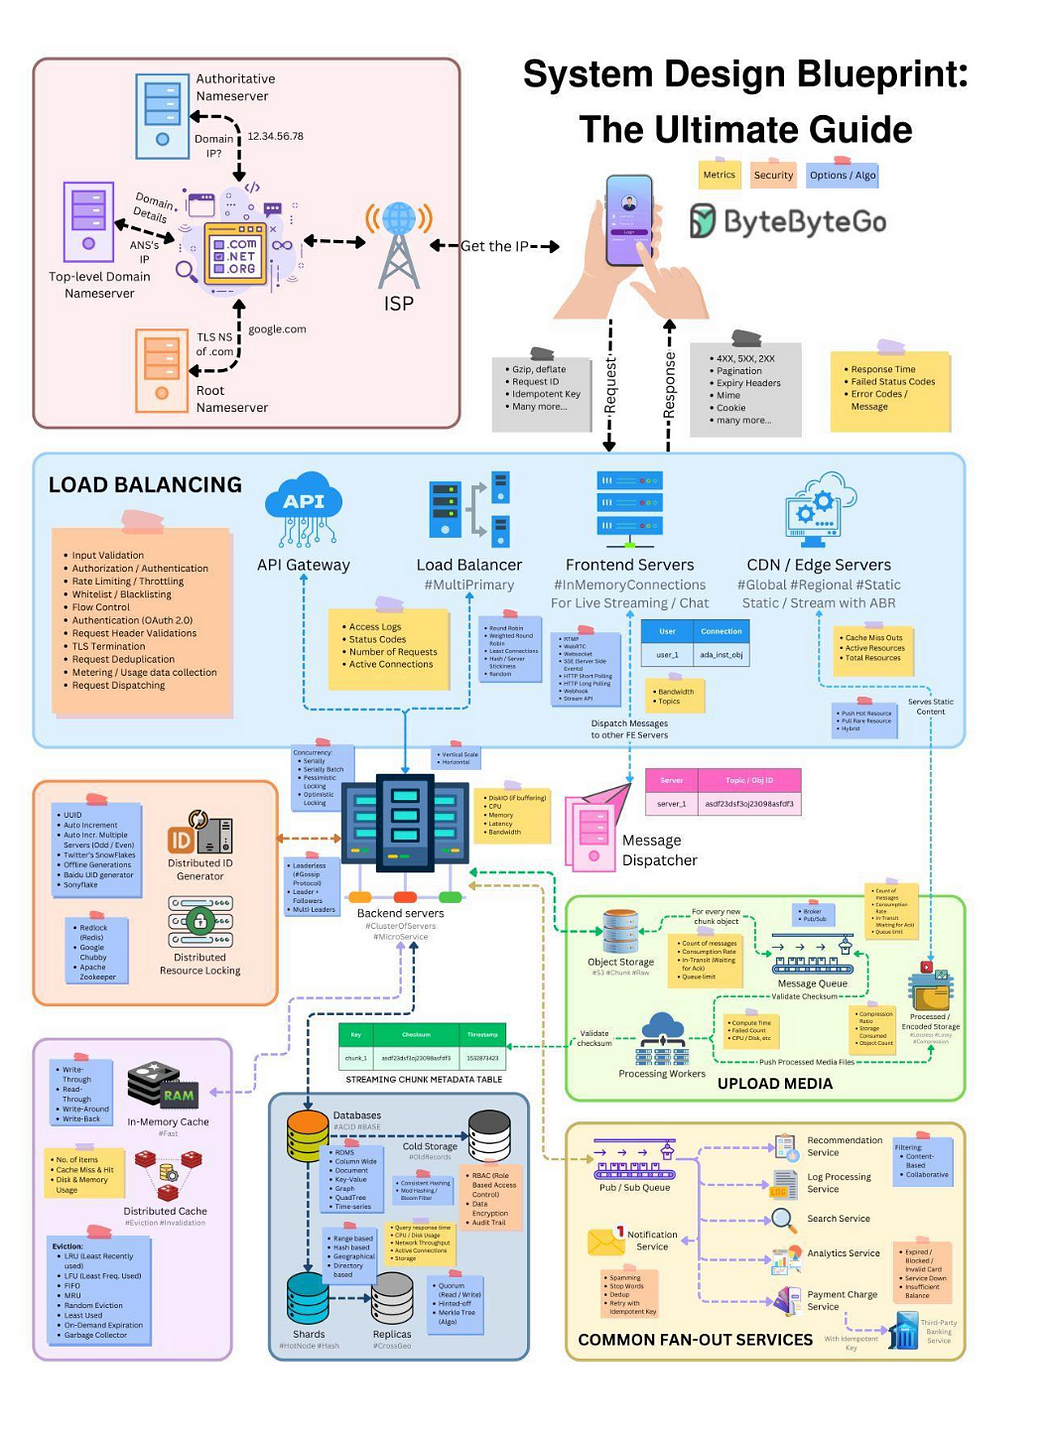 System Design Blueprint:
The Ultimate Guide
Metrics
Security
Options / Algo
ByteByteGo
Authoritative
Nameserver
Domain
IP?
12.34.56.78
Domain
Details
ANS's
IP
Top-level Domain
Nameserver
.COM
.NET
.ORG
TLS NS
of .com
google.com
Root
Nameserver
ISP
Get the IP
Login
Request
Response
• Gzip, deflate
• Request ID
• Idempotent Key
• Many more...
• 4XX, 5XX, 2XX
• Pagination
• Expiry Headers
• Mime
• Cookie
• many more...
• Response Time
• Failed Status Codes
• Error Codes /
Message
LOAD BALANCING
• Input Validation
• Authorization / Authentication
• Rate Limiting / Throttling
• Whitelist / Blacklisting
• Flow Control
• Authentication (OAuth 2.0)
• Request Header Validations
• TLS Termination
• Request Deduplication
• Metering / Usage data collection
• Request Dispatching
API
API Gateway
Load Balancer
#MultiPrimary
Frontend Servers
#InMemoryConnections
For Live Streaming / Chat
CDN / Edge Servers
#Global #Regional #Static
Static / Stream with ABR
• Access Logs
• Status Codes
• Number of Requests
• Active Connections
• Round Robin
• Weighted Round
Robin
• Least Connections
• Hash / Server
Stickiness
• Random
• RTMP
• WebRTC
• Websocket
• SSE (Server Side
Events)
• HTTP Short Polling
• HTTP Long Polling
• Webhook
• Stream API
User Connection
user_1 ada_inst_obj
• Bandwidth
• Topics
Dispatch Messages
to other FE Servers
• Cache Miss Outs
• Active Resources
• Total Resources
• Push Hot Resource
• Pull Rare Resource
• Hybrid
Serves Static
Content
Concurrency:
• Serially
• Serially Batch
• Pessimistic
Locking
• Optimistic
Locking
• Vertical Scale
• Horizontal
• DiskIO (if buffering)
• CPU
• Memory
• Latency
• Bandwidth
• Leaderless
(#Gossip
Protocol)
• Leader +
Followers
• Multi-Leaders
Backend servers
#ClusterOfServers
#MicroService
Server Topic / Obj ID
server_1 asdf23dsf3oj23098asfdf3
Message
Dispatcher
• UUID
• Auto Increment
• Auto Incr. Multiple
Servers (Odd / Even)
• Twitter's SnowFlakes
• Offline Generations
• Baidu UID generator
• Sonyflake
ID
Distributed ID
Generator
• Redlock
(Redis)
• Google
Chubby
• Apache
Zookeeper
Distributed
Resource Locking
Object Storage
#S3 #Chunk #Raw
For every new
chunk object
• Count of messages
• Consumption Rate
• In-Transit (Waiting
for Ack)
• Queue limit
• Broker
• Pub/Sub
• Count of
messages
• Consumption
Rate
• In-Transit
(Waiting for Ack)
• Queue limit
Message Queue
Validate Checksum
Processed /
Encoded Storage
#Compression
• Compression
Ratio
• Storage
Consumed
• Object Count
• Compute Time
• Failed Count
• CPU / Disk, etc
Validate
checksum
Processing Workers
Push Processed Media Files
UPLOAD MEDIA
Key Checksum Timestamp
chunk_1 asdf23dsf3oj23098asfdf3 1532873423
STREAMING CHUNK METADATA TABLE
• Write-
Through
• Read-
Through
• Write-Around
• Write-Back
RAM
In-Memory Cache
#Fast
• No. of items
• Cache Miss & Hit
• Disk & Memory
Usage
Distributed Cache
#Eviction #Invalidation
Eviction:
• LRU (Least Recently
used)
• LFU (Least Freq. Used)
• FIFO
• MRU
• Random Eviction
• Least Used
• On-Demand Expiration
• Garbage Collector
Databases
#ACID #BASE
Cold Storage
#OldRecords
• RDMS
• Column Wide
• Document
• Key-Value
• Graph
• QuadTree
• Time-series
• Consistent Hashing
• Mod Hashing /
Bloom Filter
• RBAC (Role
Based Access
Control)
• Data
Encryption
• Audit Trail
• Range based
• Hash based
• Geographical
• Directory
based
• Query response time
• CPU / Disk Usage
• Network Throughput
• Active Connections
• Storage
• Quorum
(Read / Write)
• Hinted-off
• Merkle Tree
(Algo)
Shards
#HotNode #Hash
Replicas
#CrossGeo
Pub / Sub Queue
Recommendation
Service
Filtering:
• Content-
Based
• Collaborative
LOG
Log Processing
Service
Search Service
1
Notification
Service
Analytics Service
• Spamming
• Stop Words
• Dedup
• Retry with
Idempotent Key
• Expired /
Blocked /
Invalid Card
• Service Down
• Insufficient
Balance
Payment Charge
Service
With Idempotent
Key
Third-Party
Banking
Service
COMMON FAN-OUT SERVICES